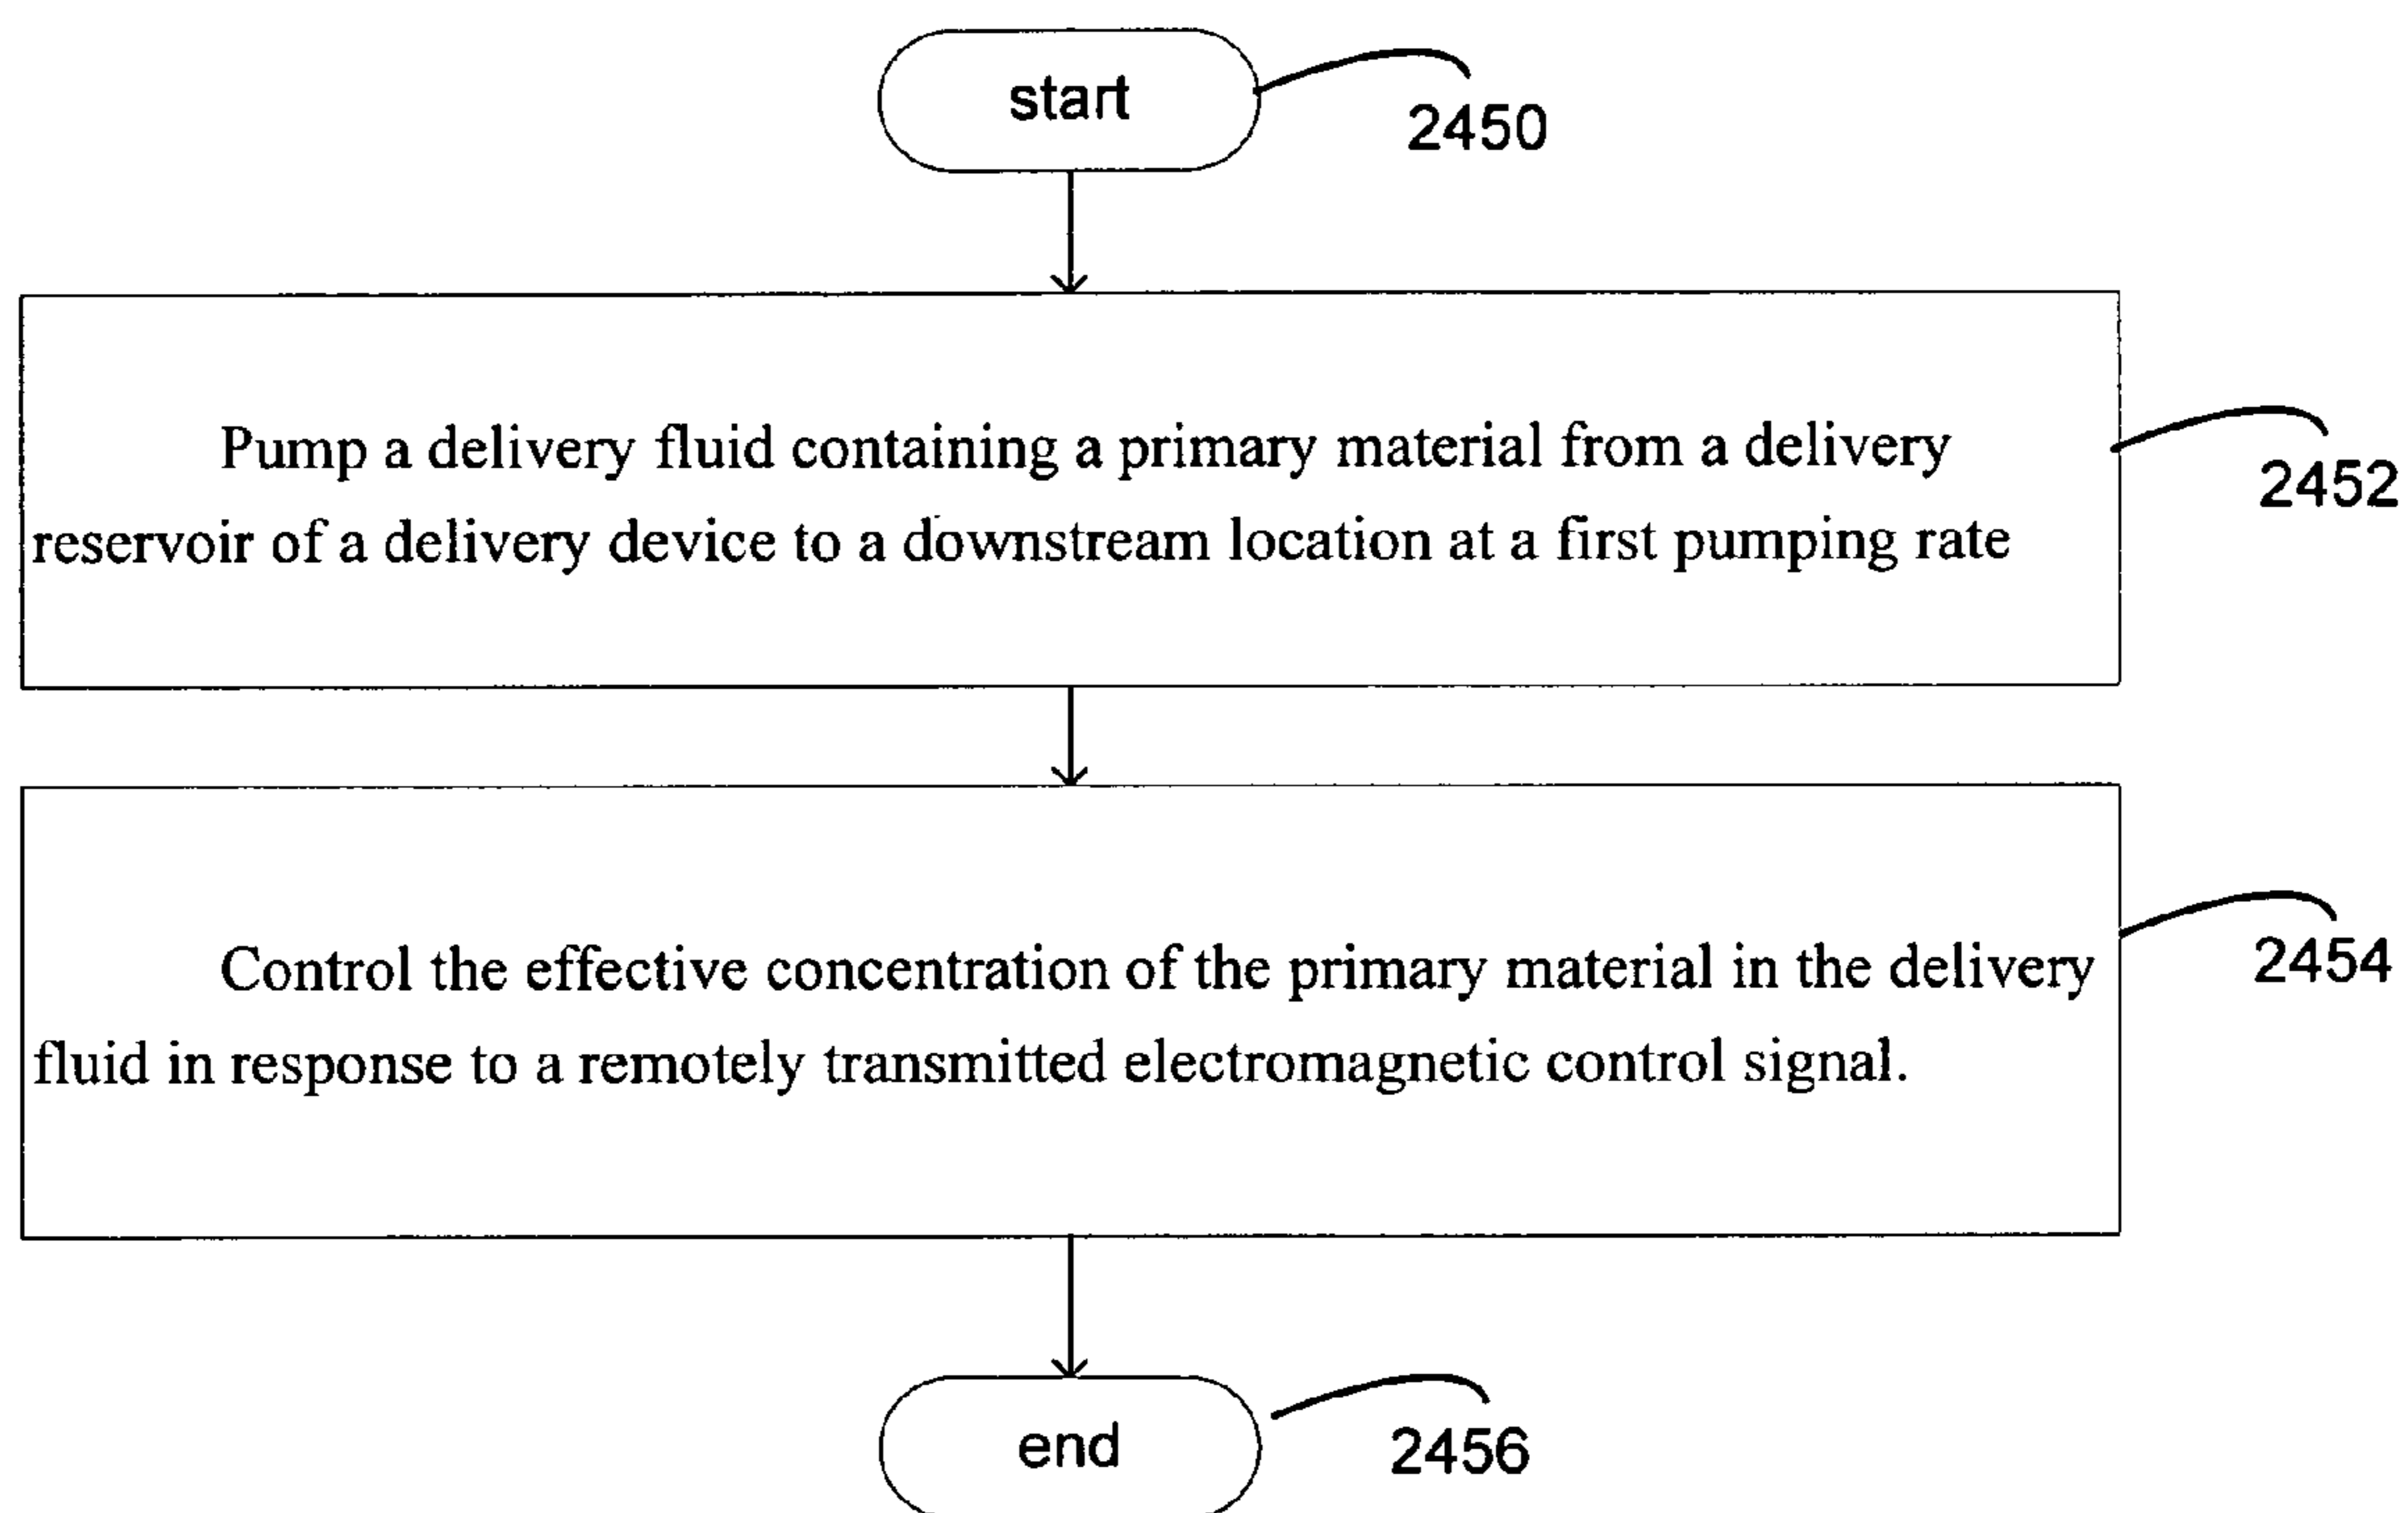 start
2450
Pump a delivery fluid containing a primary material from a delivery
reservoir of a delivery device to a downstream location at a first pumping rate
2452
Control the effective concentration of the primary material in the delivery
fluid in response to a remotely transmitted electromagnetic control signal.
2454
end
2456